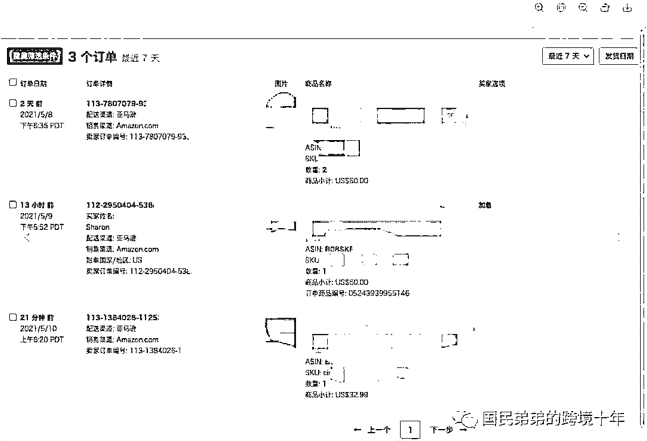 3 个订单 最近 7 天
最近 7 天
发货日期
订单日期 订单详情 图片 商品名称 买家选项
2 天 前 113-7807079-93
2021/5/8 配送渠道: 亚马逊
下午6:35 PDT 销售渠道: Amazon.com
卖家订单编号: 113-7807079-93
ASIN
SKU
数量: 2
商品小计: US$60.00
13 小时 前 112-2950404-538 加急
2021/5/9 买家姓名:
下午5:52 PDT Sharon
配送渠道: 亚马逊
销售渠道: Amazon.com
账单国家/地区: US
卖家订单编号: 112-2950404-53
ASIN:
SKU
数量: 1
商品小计: US$60.00
订单商品编号: 05243939955146
21 分钟 前 113-1384026-1125
2021/5/10 配送渠道: 亚马逊
上午6:20 PDT 销售渠道: Amazon.com
卖家订单编号: 113-1384026-1
ASIN:
SKU:
数量: 1
商品小计: US$32.99
← 上一个 1 下一步 →
国民弟弟的跨境十年